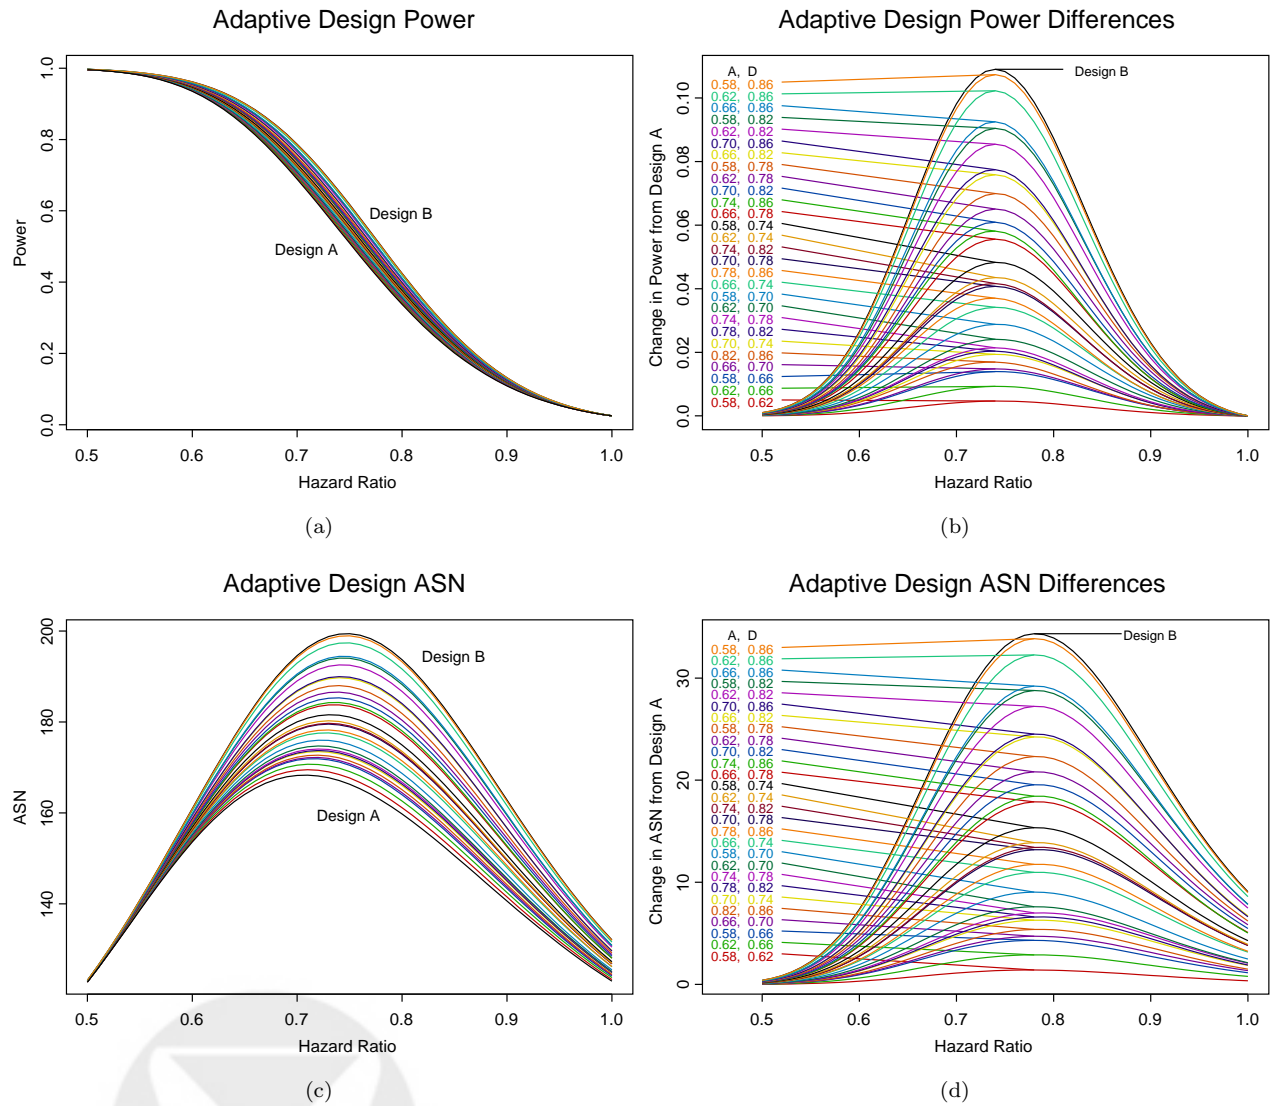 Adaptive Design Power
Power
0.0
0.2
0.4
0.6
0.8
1.0
Design B
Design A
0.5 0.6 0.7 0.8 0.9 1.0
Hazard Ratio
(a)
Adaptive Design Power Differences
Change in Power from Design A
0.0
0.02
0.04
0.06
0.08
0.10
A, D
0.58, 0.86
0.62, 0.86
0.66, 0.86
0.58, 0.82
0.62, 0.82
0.70, 0.86
0.66, 0.82
0.58, 0.78
0.62, 0.78
0.70, 0.82
0.74, 0.86
0.66, 0.78
0.58, 0.74
0.62, 0.74
0.74, 0.82
0.70, 0.78
0.78, 0.86
0.66, 0.74
0.58, 0.70
0.62, 0.70
0.74, 0.78
0.78, 0.82
0.70, 0.74
0.82, 0.86
0.66, 0.70
0.58, 0.66
0.62, 0.66
0.58, 0.62
Design B
0.5 0.6 0.7 0.8 0.9 1.0
Hazard Ratio
(b)
Adaptive Design ASN
ASN
140
160
180
200
Design B
Design A
0.5 0.6 0.7 0.8 0.9 1.0
Hazard Ratio
(c)
Adaptive Design ASN Differences
Change in ASN from Design A
0
10
20
30
A, D
0.58, 0.86
0.62, 0.86
0.66, 0.86
0.58, 0.82
0.62, 0.82
0.70, 0.86
0.66, 0.82
0.58, 0.78
0.62, 0.78
0.70, 0.82
0.74, 0.86
0.66, 0.78
0.58, 0.74
0.62, 0.74
0.74, 0.82
0.70, 0.78
0.78, 0.86
0.66, 0.74
0.58, 0.70
0.62, 0.70
0.74, 0.78
0.78, 0.82
0.70, 0.74
0.82, 0.86
0.66, 0.70
0.58, 0.66
0.62, 0.66
0.58, 0.62
Design B
0.5 0.6 0.7 0.8 0.9 1.0
Hazard Ratio
(d)